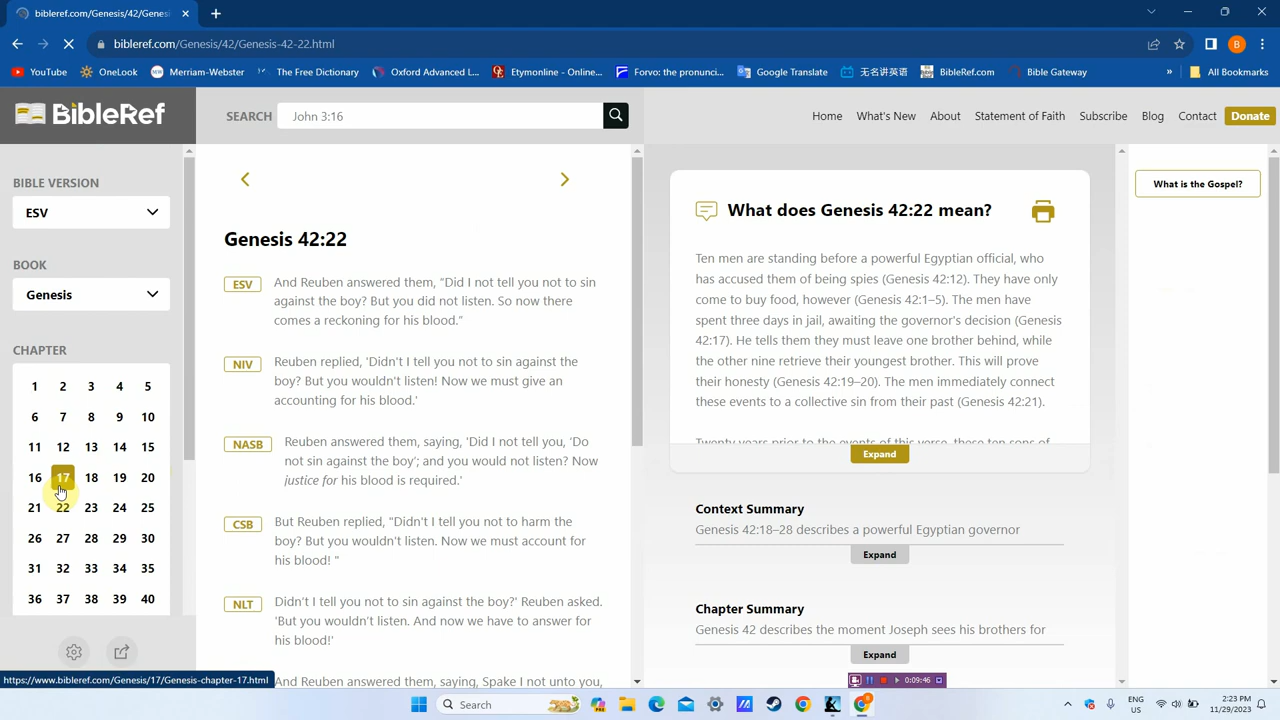 What does Genesis 42:22 m
bibleref.com/Genesis/42/Genesis-42-22.html
YouTube
OneLook
Merriam-Webster
The Free Dictionary
Oxford Advanced L...
Etymonline - Online...
Forvo: the pronunci...
Google Translate
无名讲英语
BibleRef.com
Bible Gateway
»
All Bookmarks
BibleRef
SEARCH
John 3:16
Home
What's New
About
Statement of Faith
Subscribe
Blog
Contact
Donate
BIBLE VERSION
ESV
BOOK
Genesis
CHAPTER
1 2 3 4 5
6 7 8 9 10
11 12 13 14 15
16 17 18 19 20
21 22 23 24 25
26 27 28 29 30
31 32 33 34 35
36 37 38 39 40
https://www.bibleref.com/Genesis/17/Genesis-chapter-17.html
Genesis 42:22
ESV
And Reuben answered them, “Did I not tell you not to sin
against the boy? But you did not listen. So now there
comes a reckoning for his blood.”
NIV
Reuben replied, 'Didn't I tell you not to sin against the
boy? But you wouldn't listen! Now we must give an
accounting for his blood.'
NASB
Reuben answered them, saying, 'Did I not tell you, ‘Do
not sin against the boy’; and you would not listen? Now
justice for his blood is required.'
CSB
But Reuben replied, "Didn't I tell you not to harm the
boy? But you wouldn't listen. Now we must account for
his blood! "
NLT
Didn’t I tell you not to sin against the boy?' Reuben asked.
'But you wouldn’t listen. And now we have to answer for
his blood!'
And Reuben answered them, saying, Spake I not unto you,
What does Genesis 42:22 mean?
Ten men are standing before a powerful Egyptian official, who
has accused them of being spies (Genesis 42:12). They have only
come to buy food, however (Genesis 42:1–5). The men have
spent three days in jail, awaiting the governor's decision (Genesis
42:17). He tells them they must leave one brother behind, while
the other nine retrieve their youngest brother. This will prove
their honesty (Genesis 42:19–20). The men immediately connect
these events to a collective sin from their past (Genesis 42:21).
Twenty years prior to the events of this verse, these ten sons of
Expand
Context Summary
Genesis 42:18–28 describes a powerful Egyptian governor
Expand
Chapter Summary
Genesis 42 describes the moment Joseph sees his brothers for
Expand
What is the Gospel?
0:09:46
Search
ENG
US
2:23 PM
11/29/2023